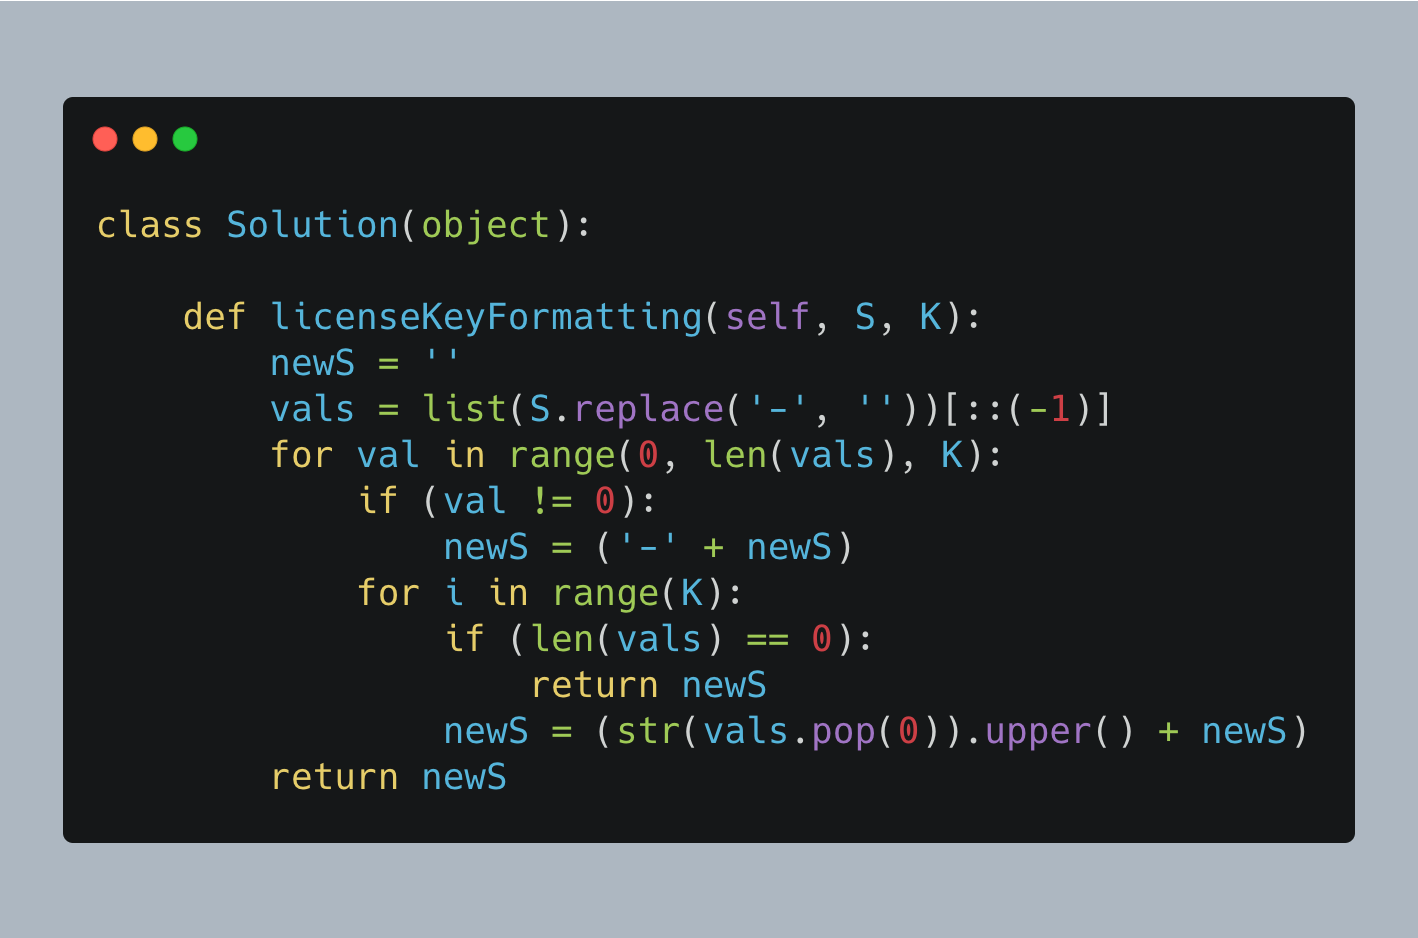 class Solution(object):

    def licenseKeyFormatting(self, S, K):
        newS = ''
        vals = list(S.replace('-', ''))[::(-1)]
        for val in range(0, len(vals), K):
            if (val != 0):
                newS = ('-' + newS)
            for i in range(K):
                if (len(vals) == 0):
                    return newS
                newS = (str(vals.pop(0)).upper() + newS)
        return newS